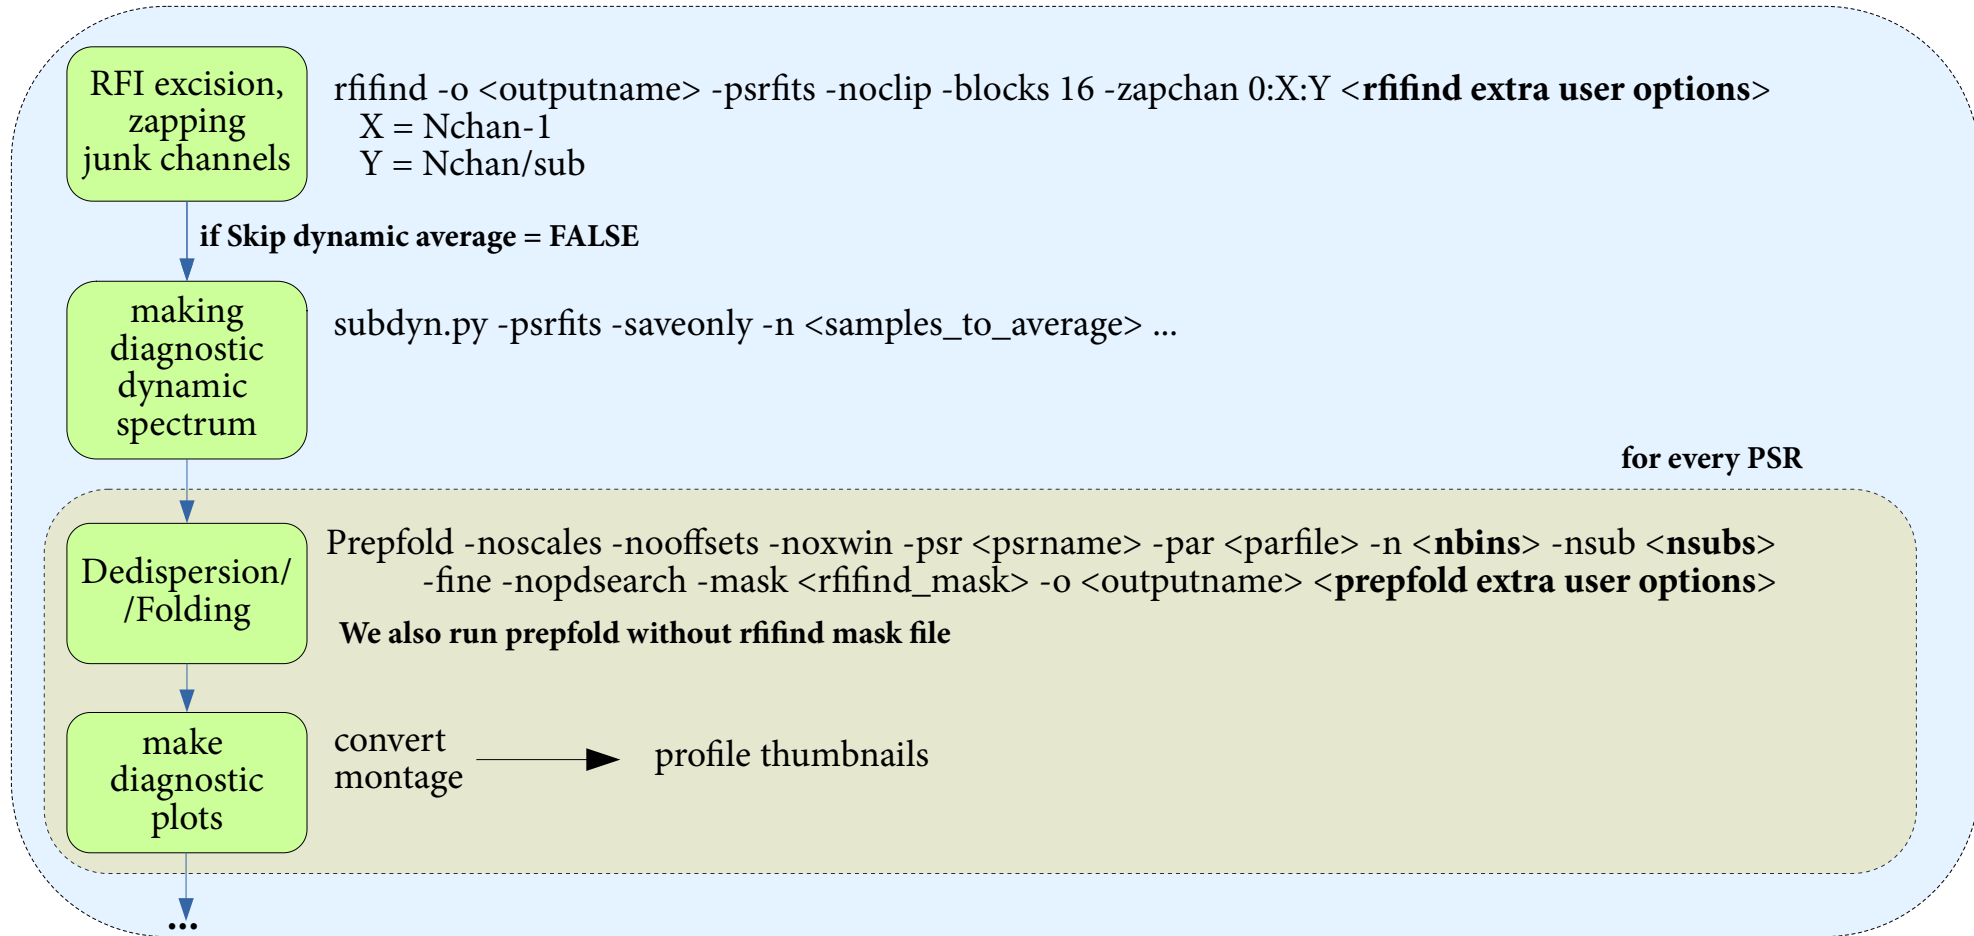 RFI excision,
zapping
junk channels
rfifind -o <outputname> -psrfits -noclip -blocks 16 -zapchan 0:X:Y <rfifind extra user options>
X = Nchan-1
Y = Nchan/sub
if Skip dynamic average = FALSE
making
diagnostic
dynamic
spectrum
subdyn.py -psrfits -saveonly -n <samples_to_average> ...
for every PSR
Dedispersion/
/Folding
Prepfold -noscales -nooffsets -noxwin -psr <psrname> -par <parfile> -n <nbins> -nsub <nsubs>
-fine -nopdsearch -mask <rfifind_mask> -o <outputname> <prepfold extra user options>
We also run prepfold without rfifind mask file
make
diagnostic
plots
convert
montage
profile thumbnails
...